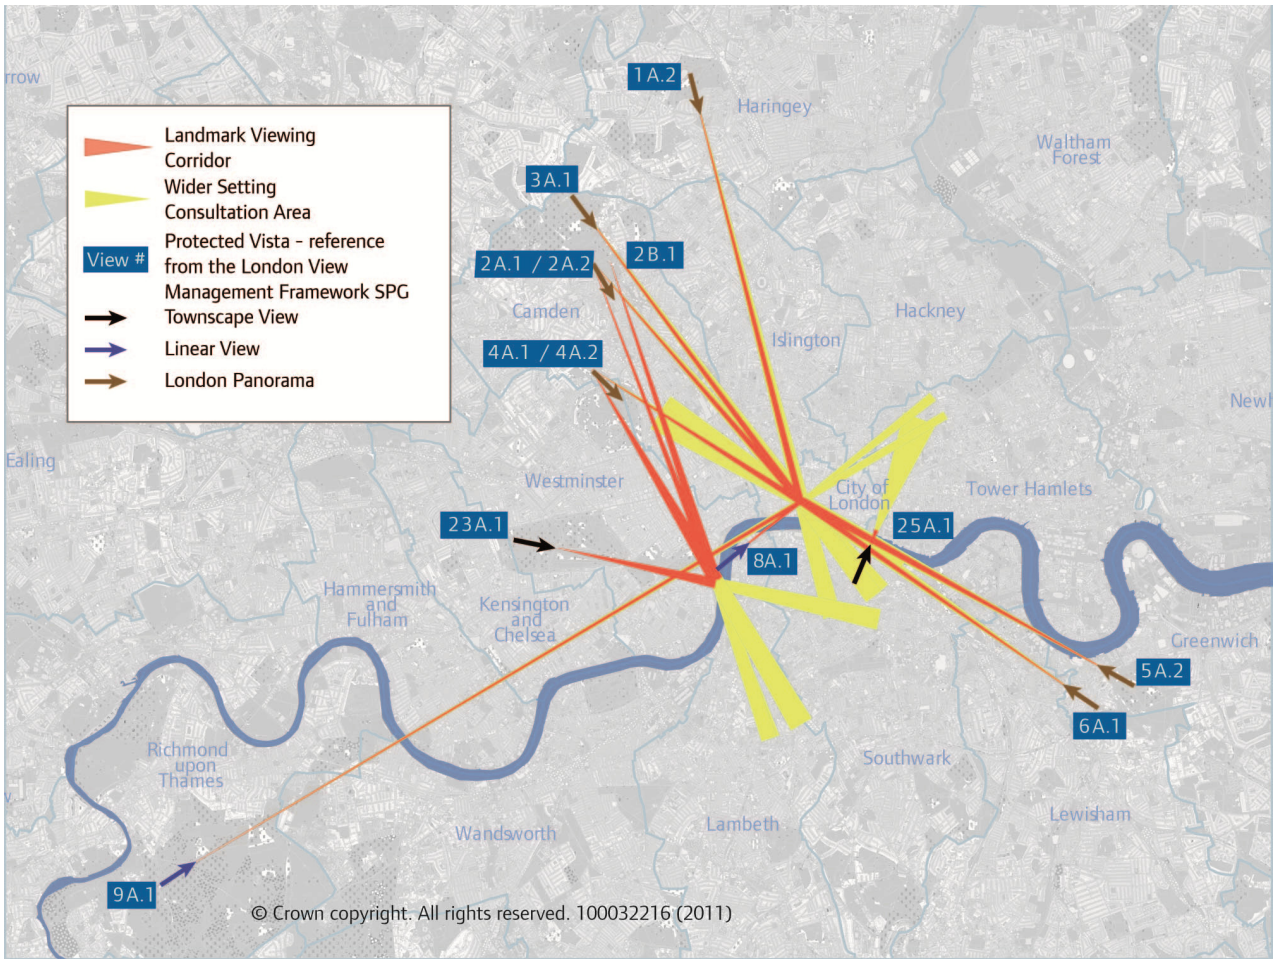 rrow
1A.2
Haringey
Waltham
Forest
Landmark Viewing
Corridor
Wider Setting
Consultation Area
View #
Protected Vista - reference
from the London View
Management Framework SPG
Townscape View
Linear View
London Panorama
3A.1
2B.1
2A.1 / 2A.2
Camden
Hackney
Islington
4A.1 / 4A.2
Newh
Ealing
Westminster
City of
London
Tower Hamlets
23A.1
25A.1
8A.1
Hammersmith
and
Fulham
Kensington
and
Chelsea
Greenwich
5A.2
6A.1
Richmond
upon
Thames
Southwark
Lewisham
Lambeth
Wandsworth
9A.1
© Crown copyright. All rights reserved. 100032216 (2011)